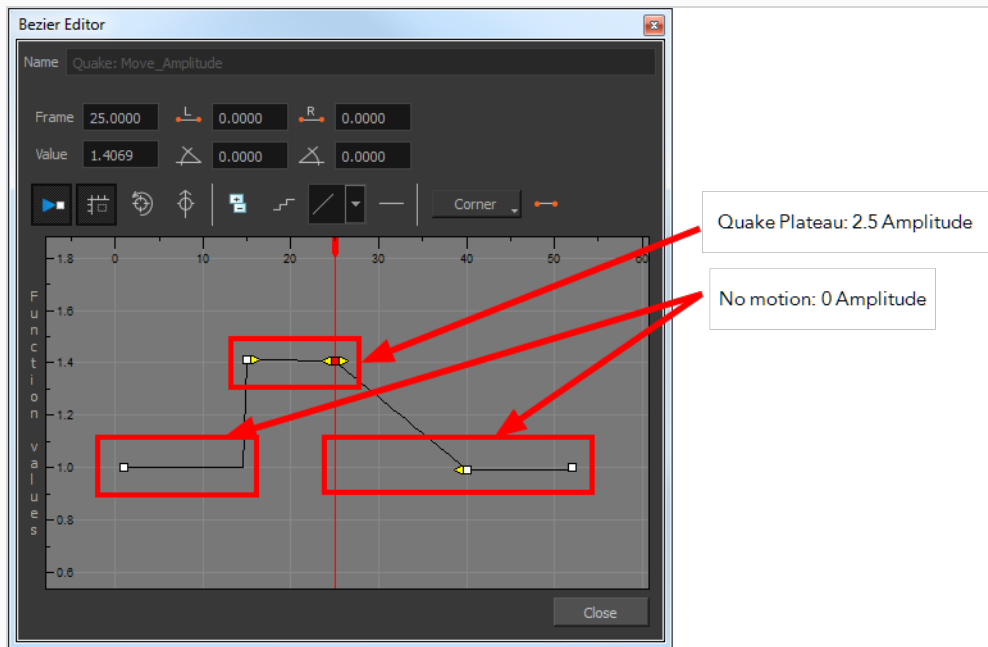 Bezier Editor
Name Quake: Move_Amplitude
Frame 25.0000 L 0.0000 R 0.0000
Value 1.4069 0.0000 0.0000
Corner
Quake Plateau: 2.5 Amplitude
No motion: 0 Amplitude
1.8 0 10 20 30 40 50 60
1.6
1.4
1.2
1.0
0.8
0.6
Function values
Close